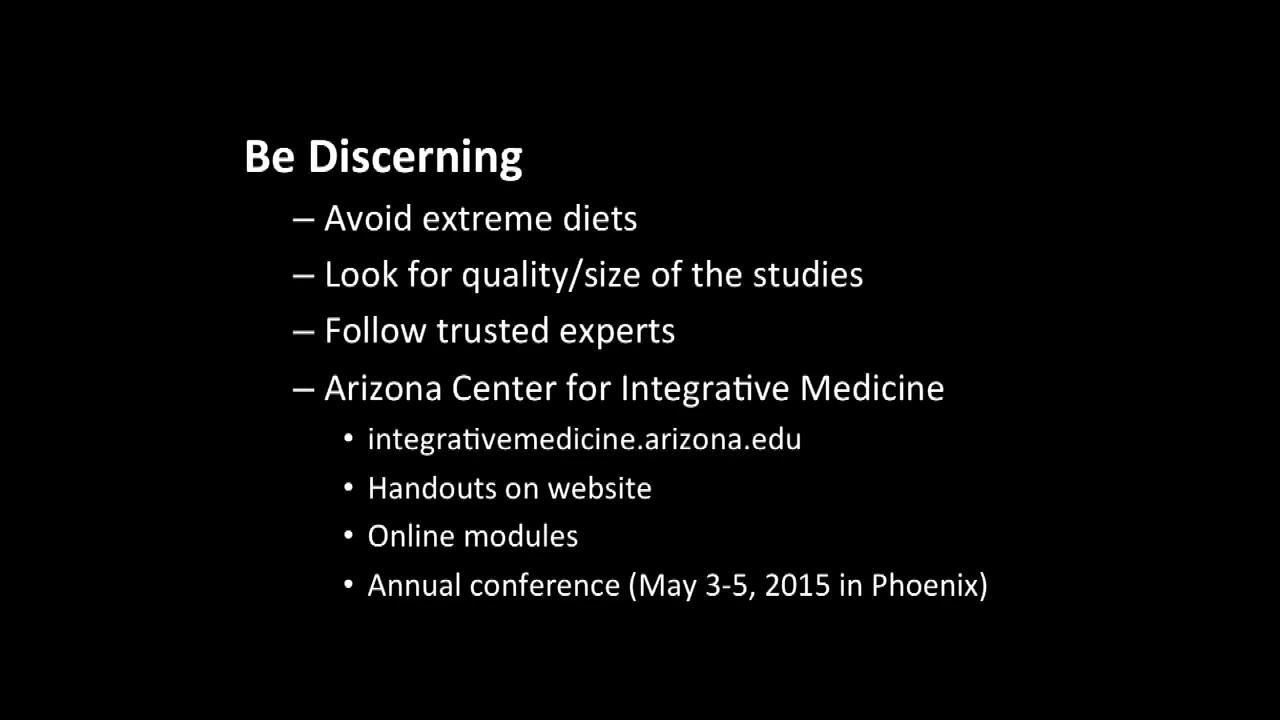 Be Discerning
– Avoid extreme diets
– Look for quality/size of the studies
– Follow trusted experts
– Arizona Center for Integrative Medicine
• integrativemedicine.arizona.edu
• Handouts on website
• Online modules
• Annual conference (May 3-5, 2015 in Phoenix)